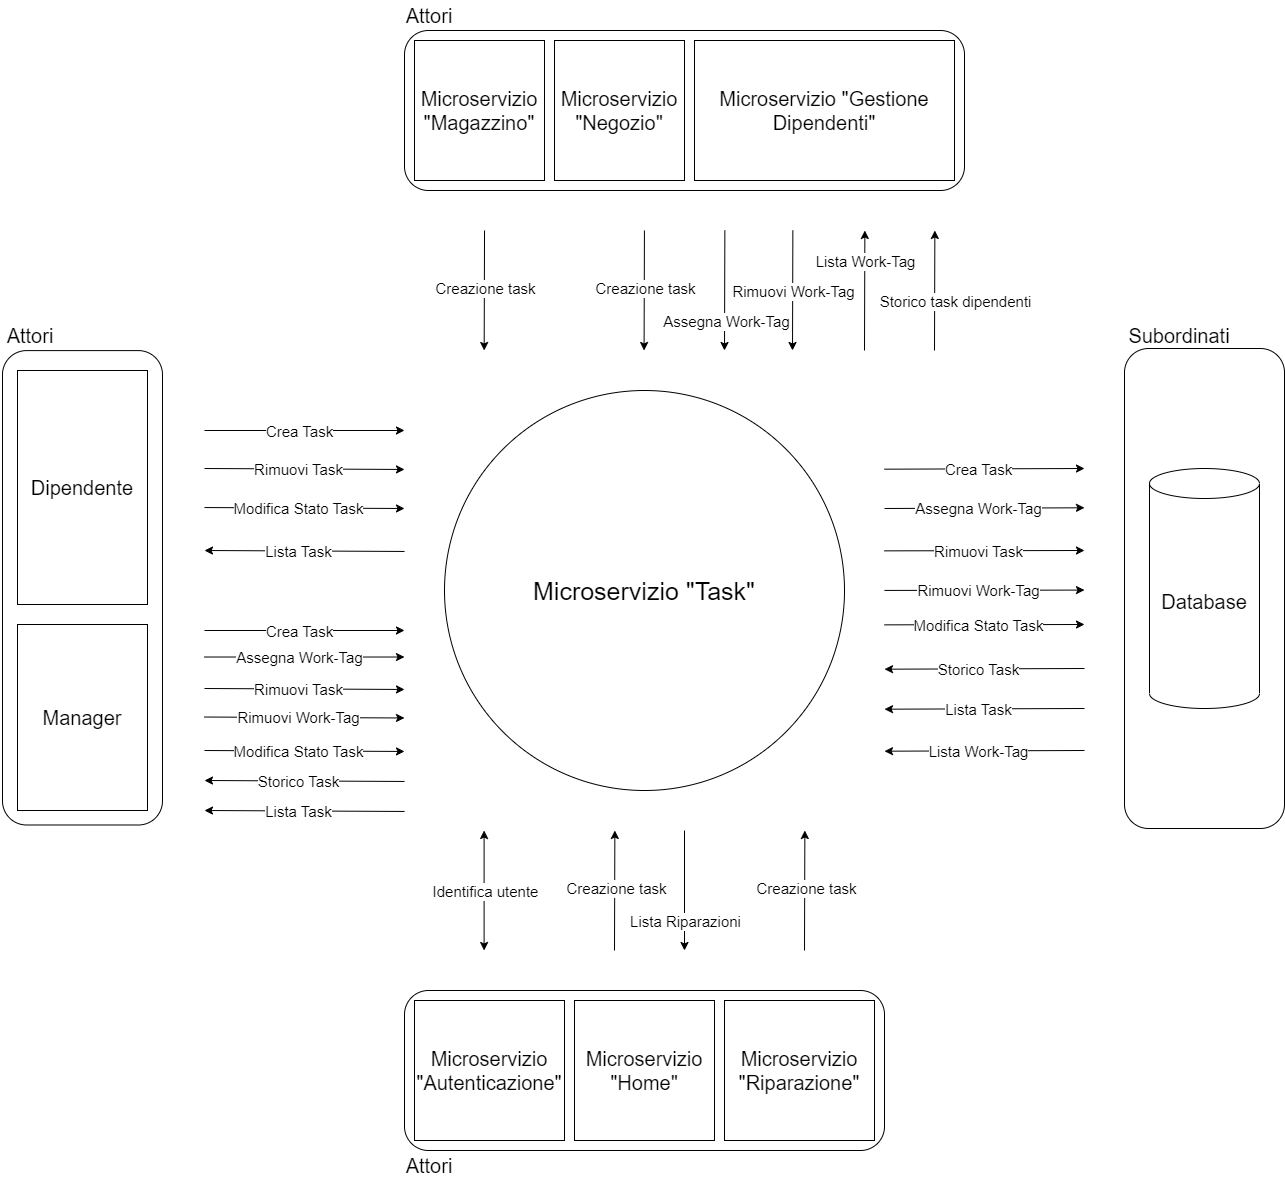 Attori
Microservizio
"Magazzino"
Microservizio
"Negozio"
Microservizio "Gestione
Dipendenti"
Creazione task
Creazione task
Assegna Work-Tag
Rimuovi Work-Tag
Lista Work-Tag
Storico task dipendenti
Attori
Dipendente
Manager
Crea Task
Rimuovi Task
Modifica Stato Task
Lista Task
Crea Task
Assegna Work-Tag
Rimuovi Task
Rimuovi Work-Tag
Modifica Stato Task
Storico Task
Lista Task
Microservizio "Task"
Crea Task
Assegna Work-Tag
Rimuovi Task
Rimuovi Work-Tag
Modifica Stato Task
Storico Task
Lista Task
Lista Work-Tag
Subordinati
Database
Identifica utente
Creazione task
Lista Riparazioni
Creazione task
Microservizio
"Autenticazione"
Microservizio
"Home"
Microservizio
"Riparazione"
Attori